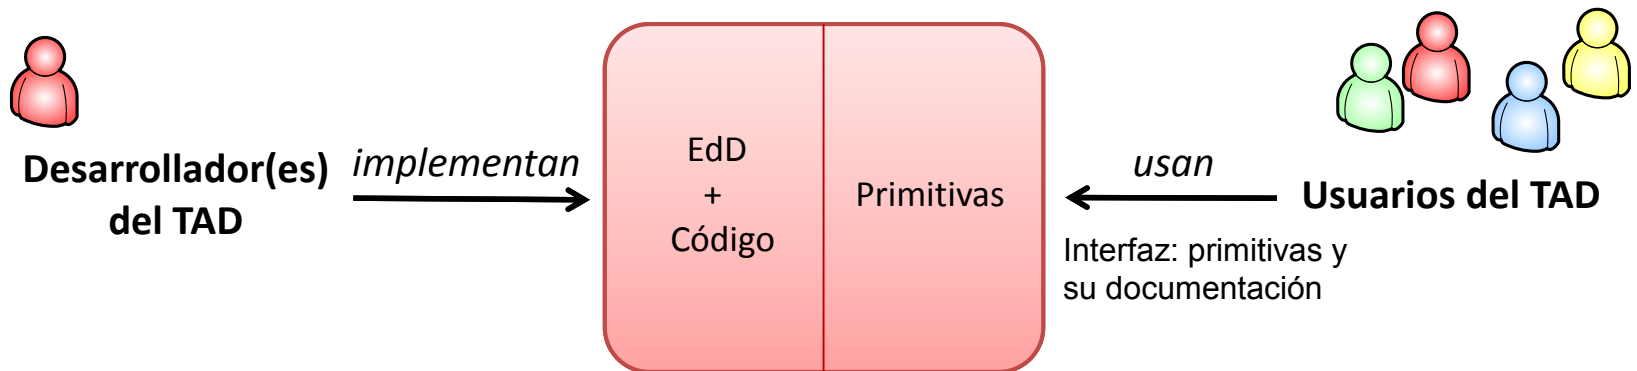 Desarrollador(es)
del TAD
implementan
EdD
+
Código
Primitivas
usan
Usuarios del TAD
Interfaz: primitivas y
su documentación